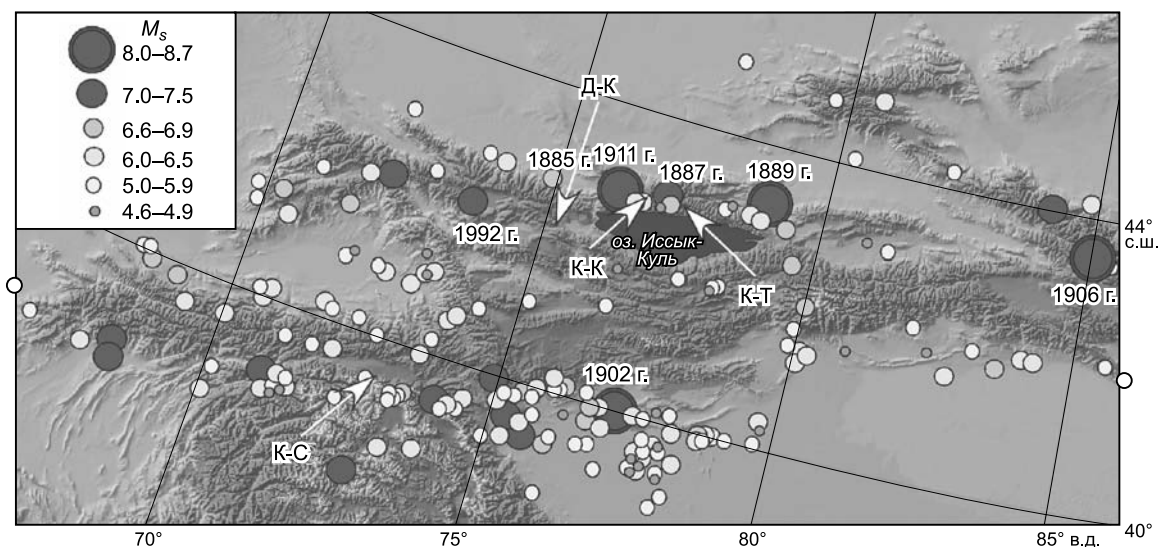 Ms
8.0–8.7
7.0–7.5
6.6–6.9
6.0–6.5
5.0–5.9
4.6–4.9
Д-К
1885 г.
1911 г.
1887 г.
1889 г.
1992 г.
оз. Иссык-
Куль
К-К
К-Т
44°
с.ш.
1906 г.
1902 г.
К-С
70°
75°
80°
85°
в.д.
40°